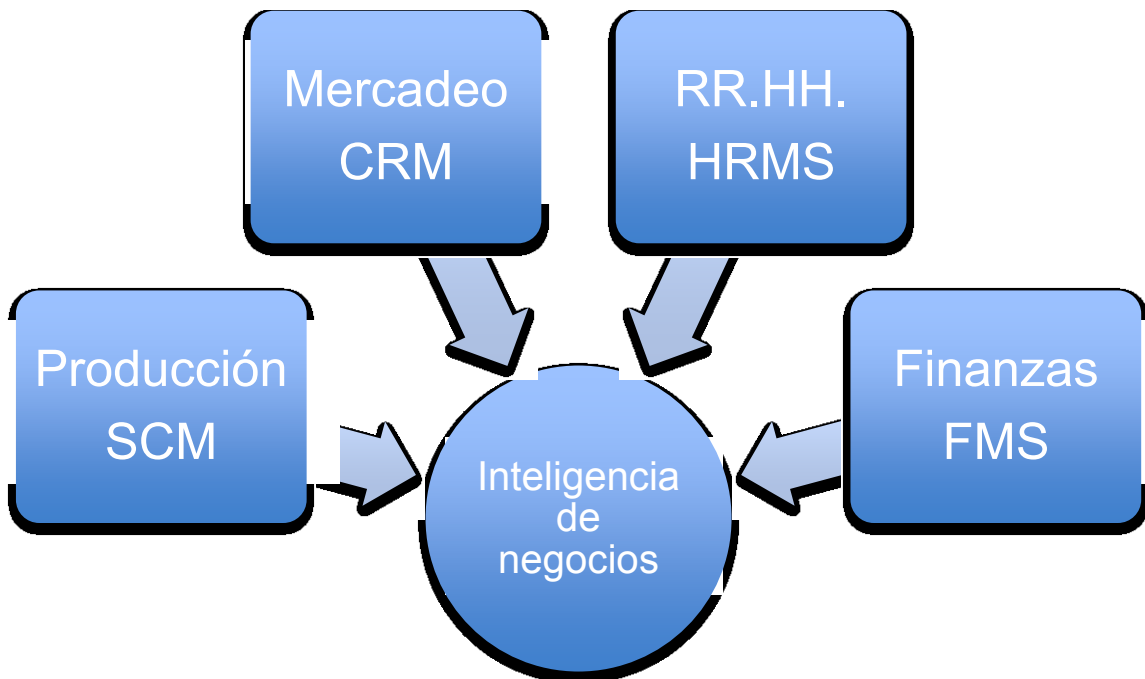 Mercadeo
CRM
RR.HH.
HRMS
Producción
SCM
Finanzas
FMS
Inteligencia
de
negocios